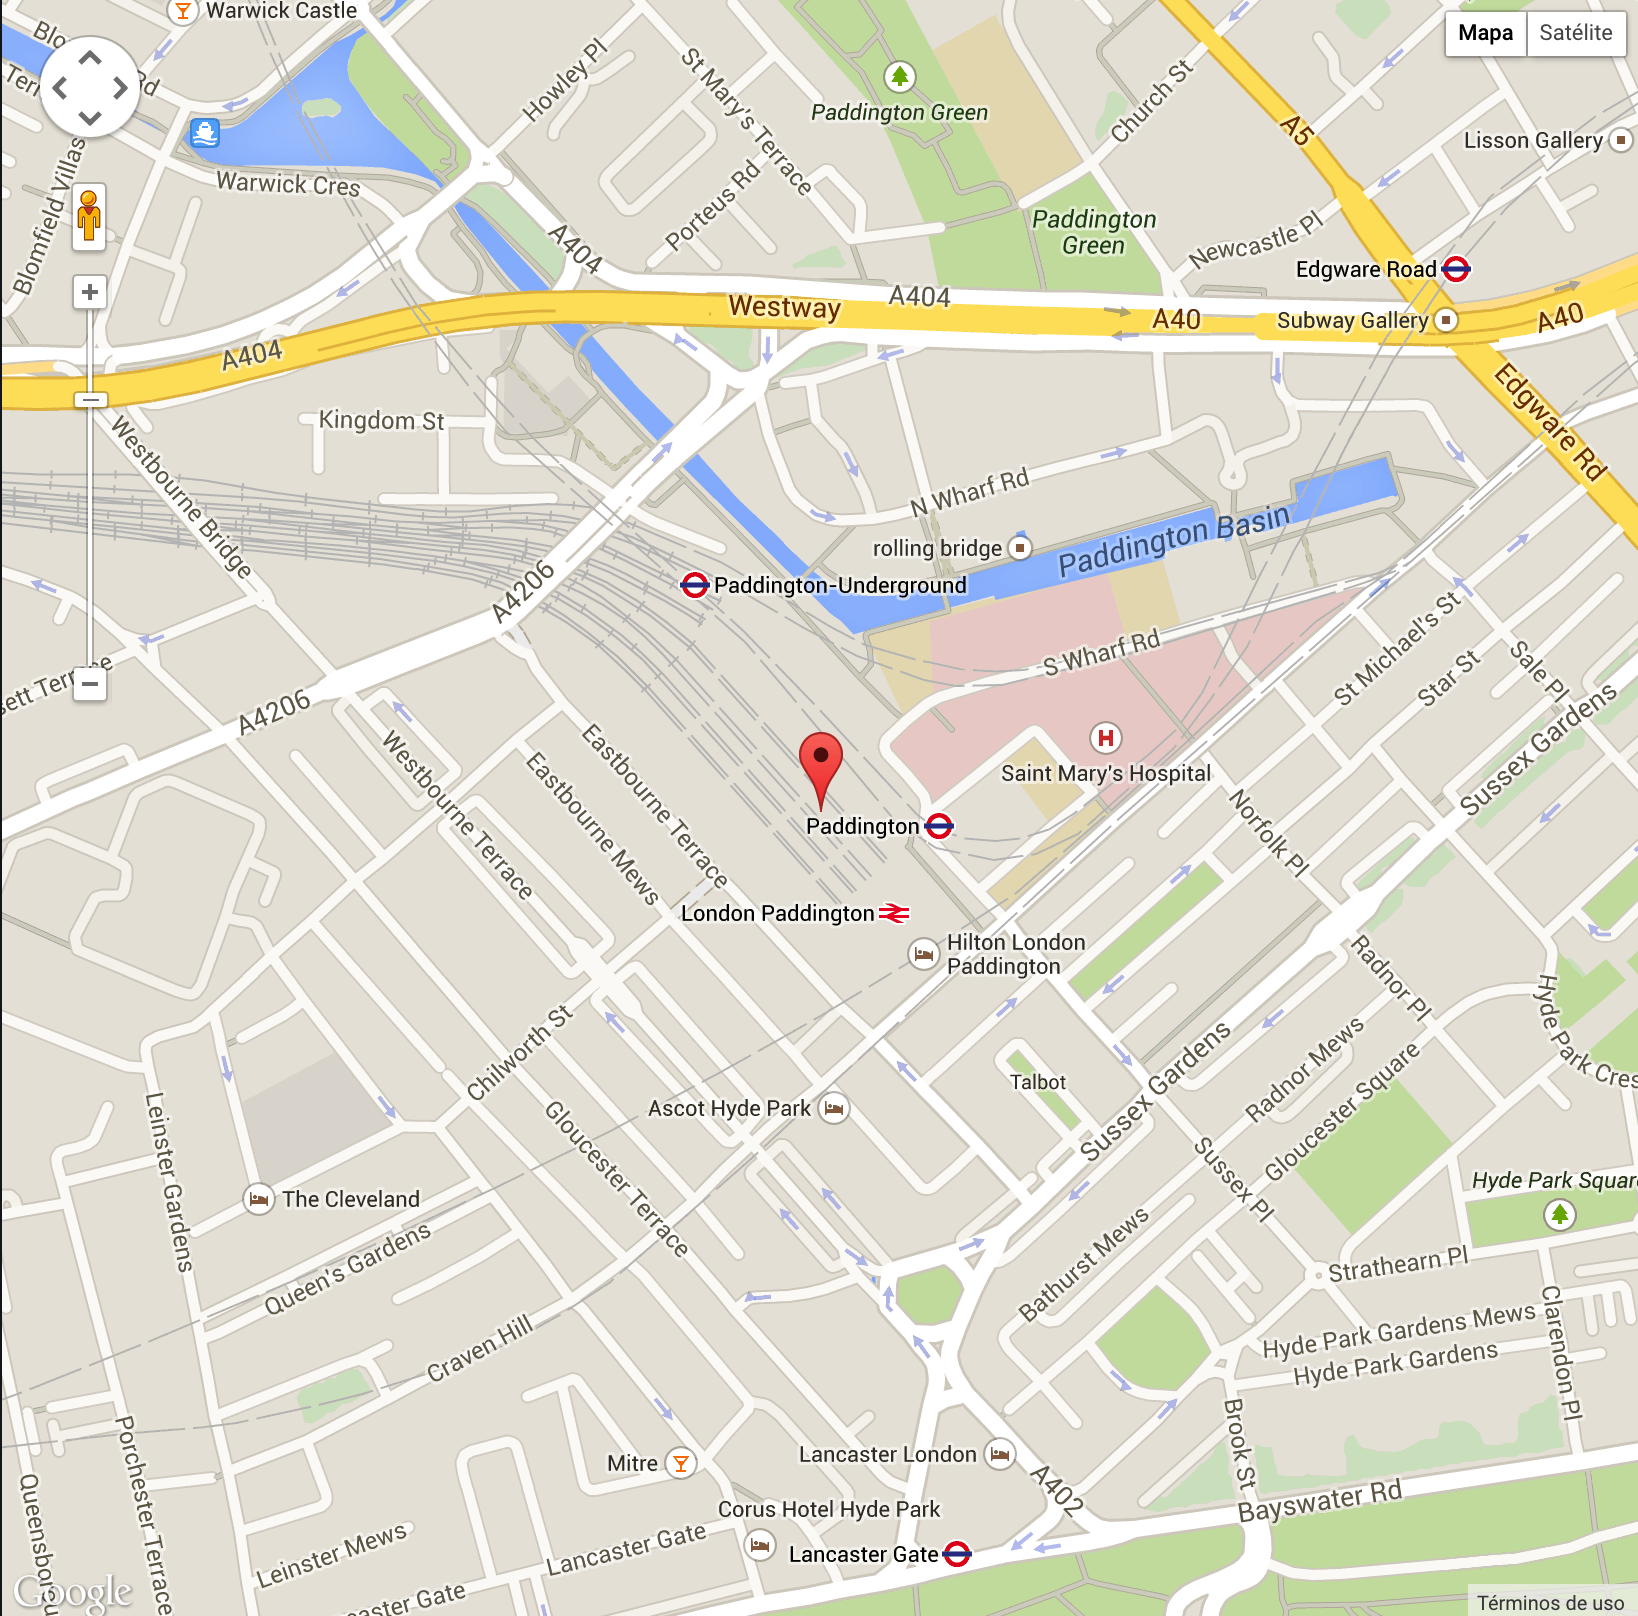 Warwick Castle
Mapa
Satélite
Howley Pl
St Mary's Terrace
Paddington Green
Church St
A5
Lisson Gallery
Warwick Cres
Blomfield Villas
Porteus Rd
A404
Paddington
Green
Newcastle Pl
Edgware Road
Westway
A404
A40
Subway Gallery
A40
A404
Kingdom St
Edgware Rd
Westbourne Bridge
N Wharf Rd
rolling bridge
Paddington Basin
Paddington-Underground
A4206
S Wharf Rd
St Michael's St
Star St
Sale Pl
sett Terrace
A4206
Sussex Gardens
Westbourne Terrace
Eastbourne Terrace
Eastbourne Mews
Saint Mary's Hospital
Norfolk Pl
Paddington
London Paddington
Hilton London
Paddington
Radnor Pl
Hyde Park Cres
Chilworth St
Radnor Mews
Gloucester Square
Talbot
Sussex Gardens
Ascot Hyde Park
Leinster Gardens
Gloucester Terrace
Sussex Pl
Hyde Park Squar
The Cleveland
Queen's Gardens
Bathurst Mews
Strathearn Pl
Clarendon Pl
Hyde Park Gardens Mews
Hyde Park Gardens
Craven Hill
Brook St
Porchester Terrace
Mitre
Lancaster London
A402
Bayswater Rd
Corus Hotel Hyde Park
Lancaster Gate
Lancaster Gate
Leinster Mews
aster Gate
Google
Términos de uso